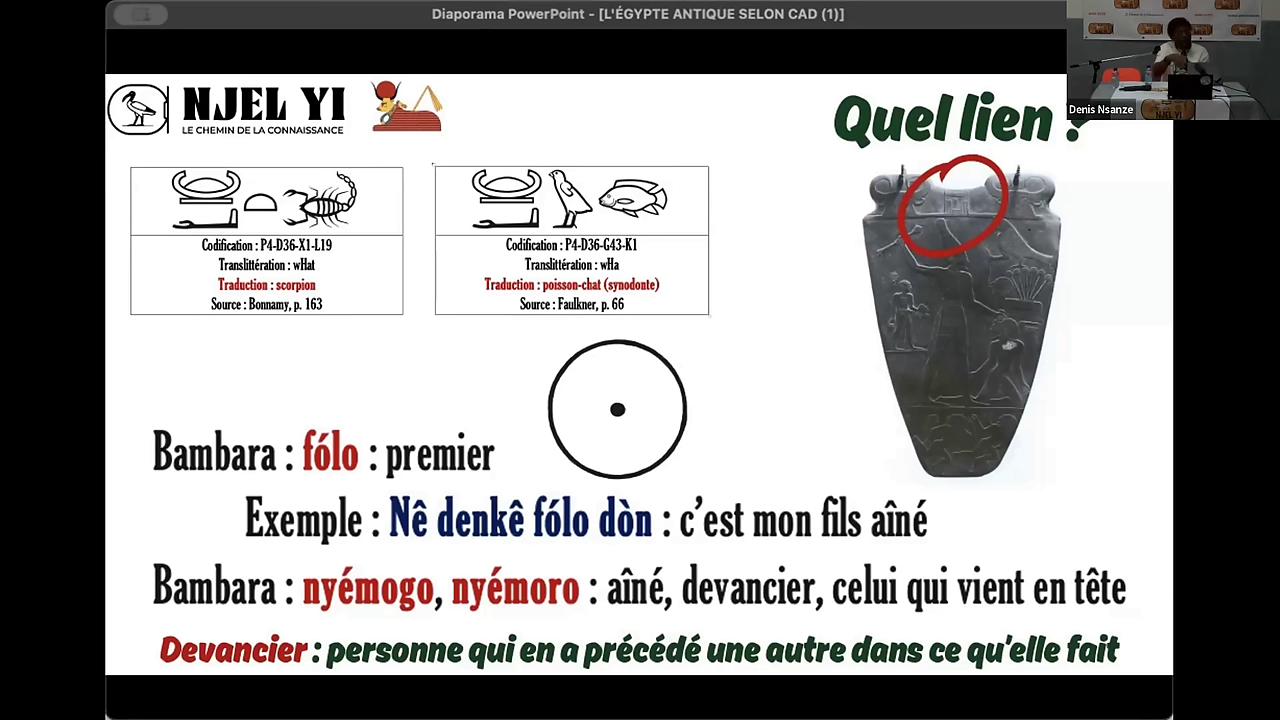 Diaporama PowerPoint - [L'ÉGYPTE ANTIQUE SELON CAD (1)]
Denis Nsanze
NJEL YI
LE CHEMIN DE LA CONNAISSANCE
Quel lien ?
Codification : P4-D36-X1-L19
Translittération : wHat
Traduction : scorpion
Source : Bonnamy, p. 163
Codification : P4-D36-G43-K1
Translittération : wHa
Traduction : poisson-chat (synodonte)
Source : Faulkner, p. 66
Bambara : fólo : premier
Exemple : Nê denkê fólo dòn : c’est mon fils aîné
Bambara : nyémogo, nyémoro : aîné, devancier, celui qui vient en tête
Devancier : personne qui en a précédé une autre dans ce qu'elle fait